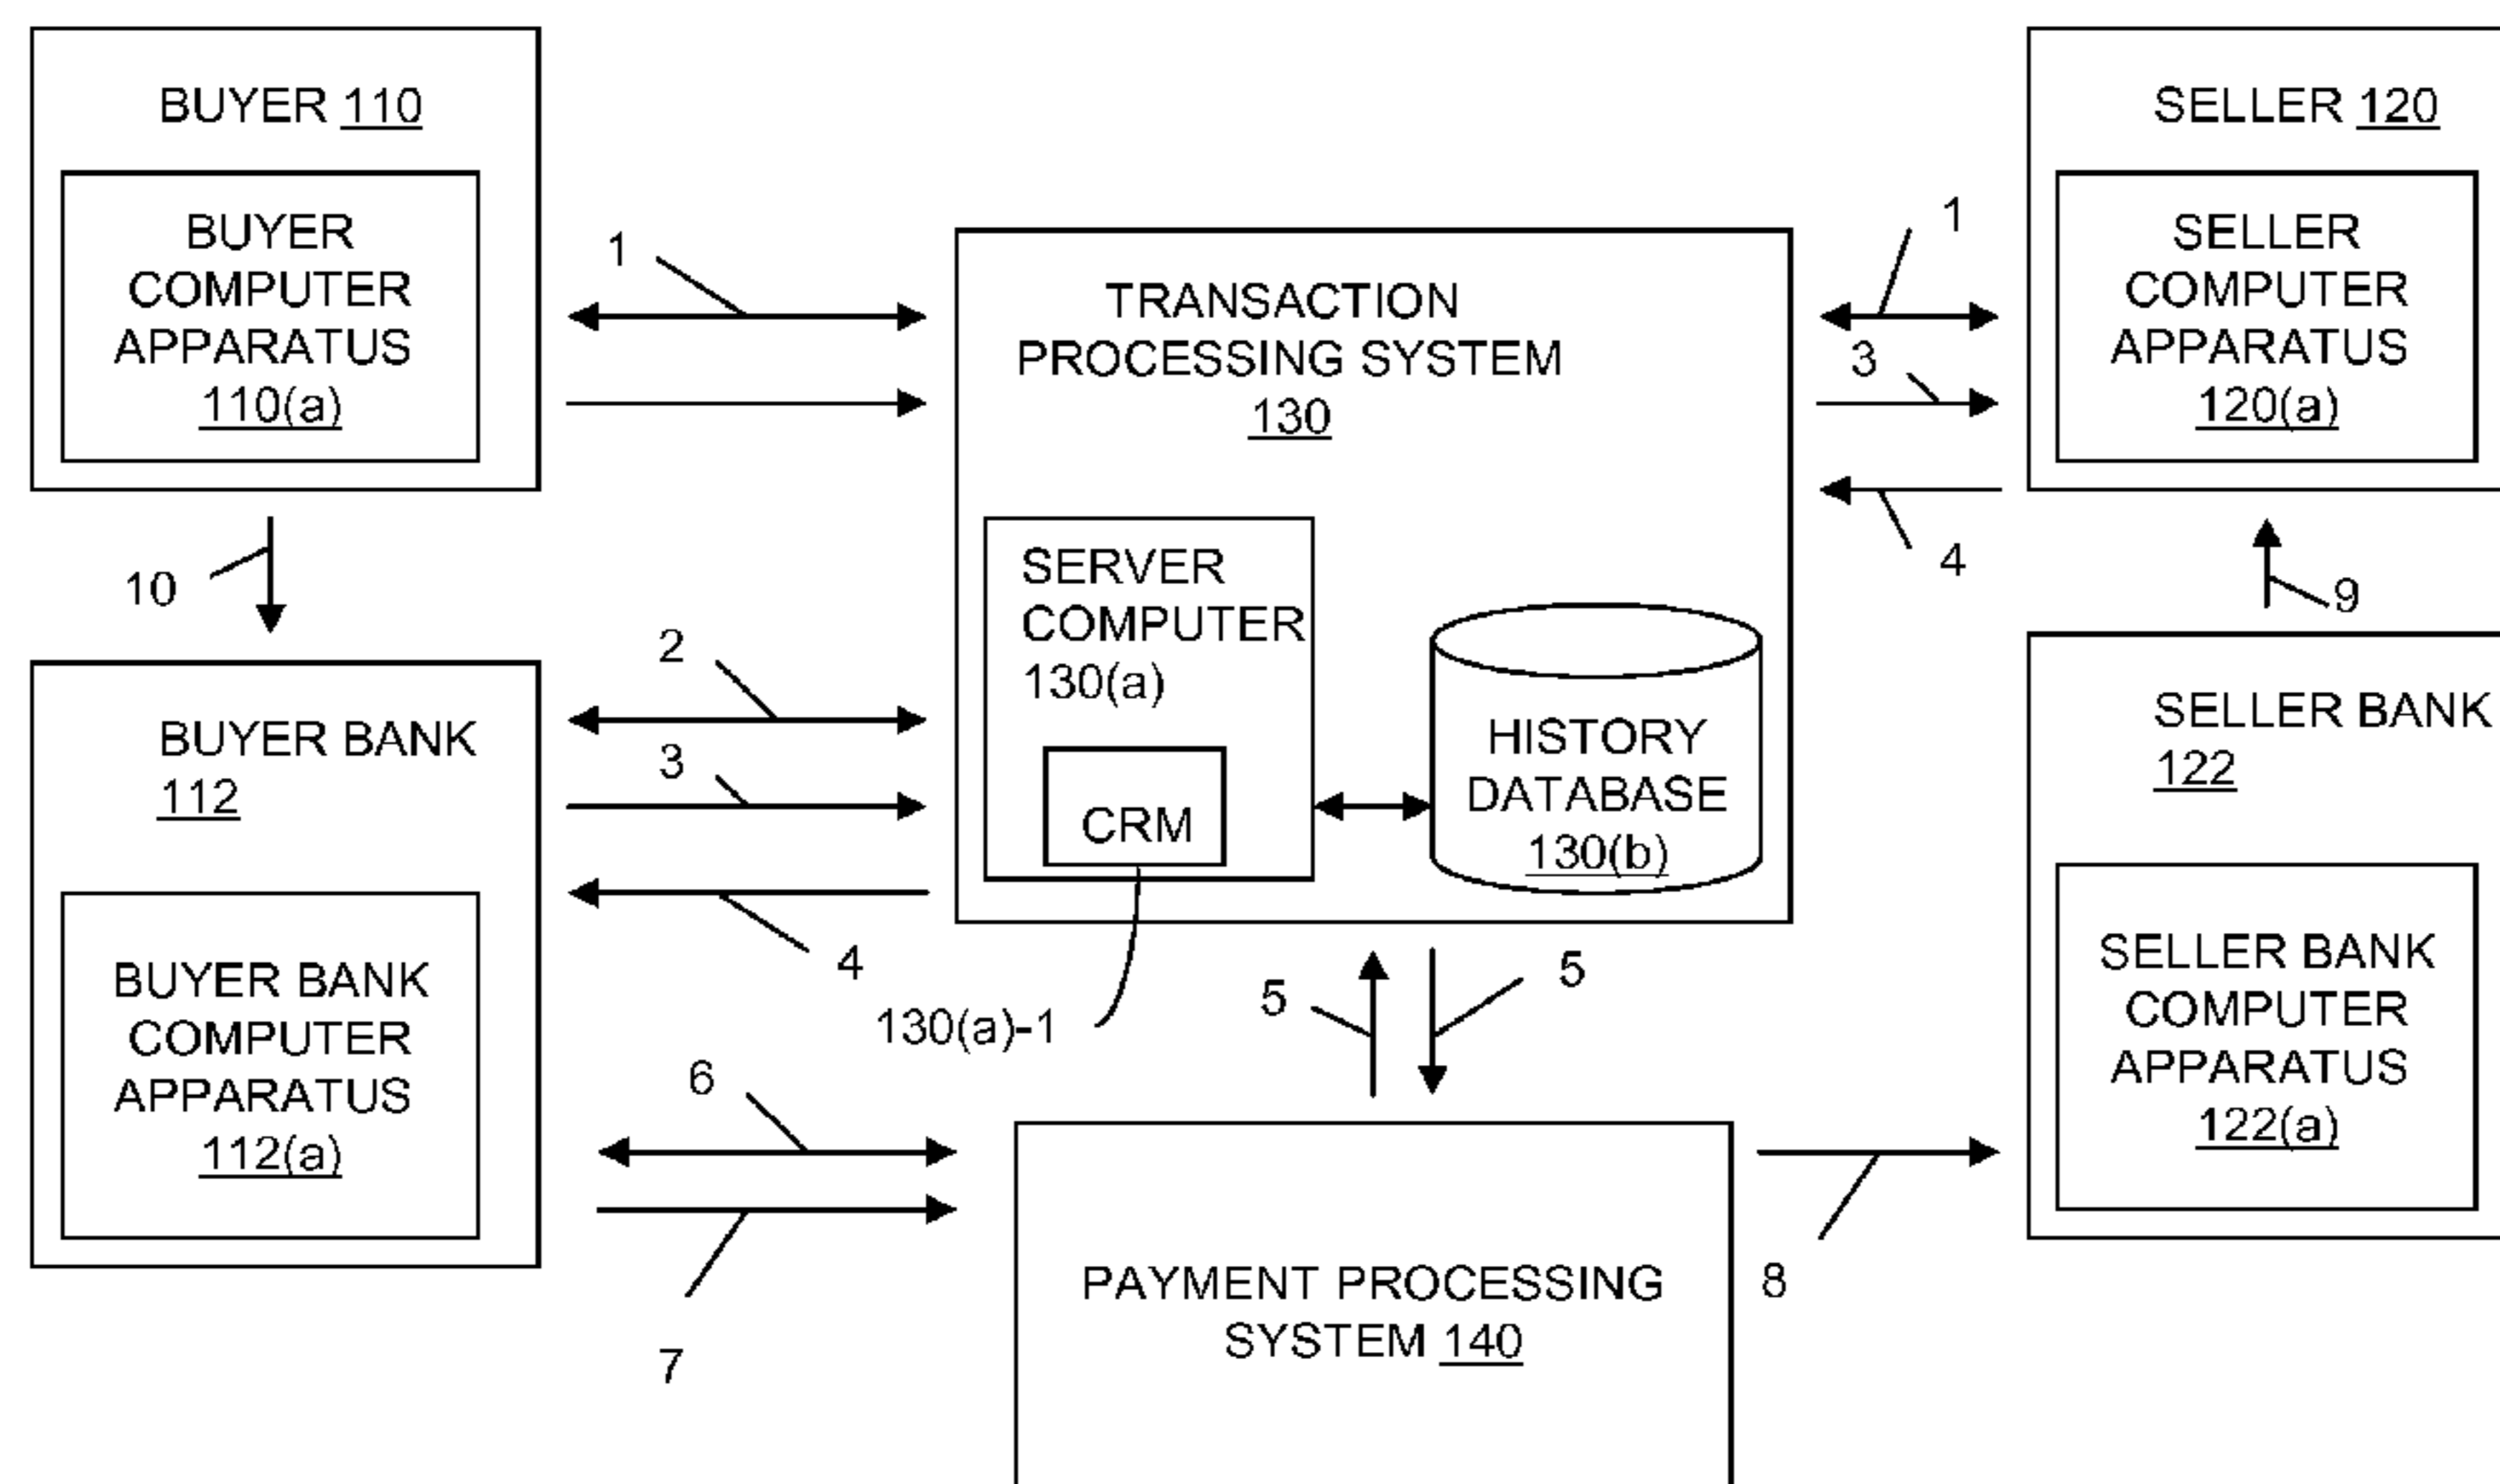 BUYER 110
BUYER
COMPUTER
APPARATUS
110(a)
1
TRANSACTION
PROCESSING SYSTEM
130
SERVER
COMPUTER
130(a)
CRM
HISTORY
DATABASE
130(b)
130(a)-1
SELLER 120
SELLER
COMPUTER
APPARATUS
120(a)
1
3
4
9
10
BUYER BANK
112
BUYER BANK
COMPUTER
APPARATUS
112(a)
2
3
4
5
5
6
7
PAYMENT PROCESSING
SYSTEM 140
8
SELLER BANK
122
SELLER BANK
COMPUTER
APPARATUS
122(a)